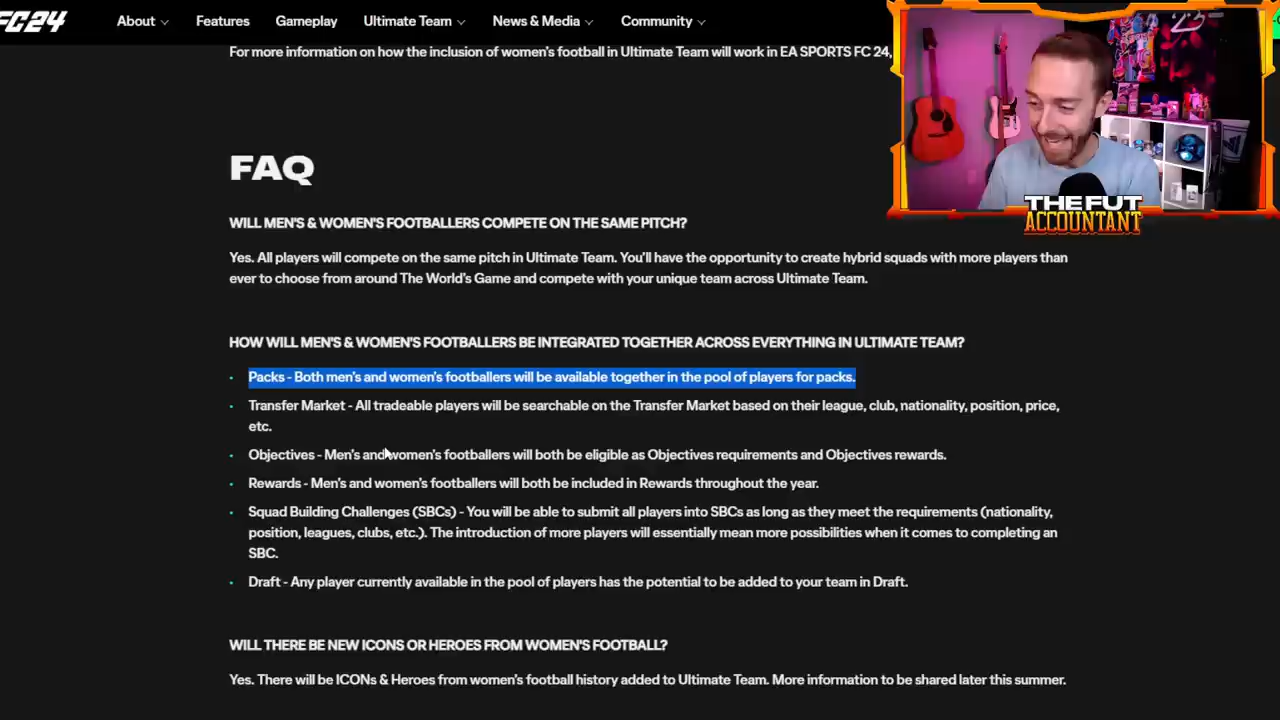 FC24 About Features Gameplay Ultimate Team News & Media Community
For more information on how the inclusion of women's football in Ultimate Team will work in EA SPORTS FC 24,
THE FUT
ACCOUNTANT
FAQ
WILL MEN'S & WOMEN'S FOOTBALLERS COMPETE ON THE SAME PITCH?
Yes. All players will compete on the same pitch in Ultimate Team. You'll have the opportunity to create hybrid squads with more players than
ever to choose from around The World's Game and compete with your unique team across Ultimate Team.
HOW WILL MEN'S & WOMEN'S FOOTBALLERS BE INTEGRATED TOGETHER ACROSS EVERYTHING IN ULTIMATE TEAM?
• Packs - Both men's and women's footballers will be available together in the pool of players for packs.
• Transfer Market - All tradeable players will be searchable on the Transfer Market based on their league, club, nationality, position, price,
etc.
• Objectives - Men's and women's footballers will both be eligible as Objectives requirements and Objectives rewards.
• Rewards - Men's and women's footballers will both be included in Rewards throughout the year.
• Squad Building Challenges (SBCs) - You will be able to submit all players into SBCs as long as they meet the requirements (nationality,
position, leagues, clubs, etc.). The introduction of more players will essentially mean more possibilities when it comes to completing an
SBC.
• Draft - Any player currently available in the pool of players has the potential to be added to your team in Draft.
WILL THERE BE NEW ICONS OR HEROES FROM WOMEN'S FOOTBALL?
Yes. There will be ICONs & Heroes from women's football history added to Ultimate Team. More information to be shared later this summer.